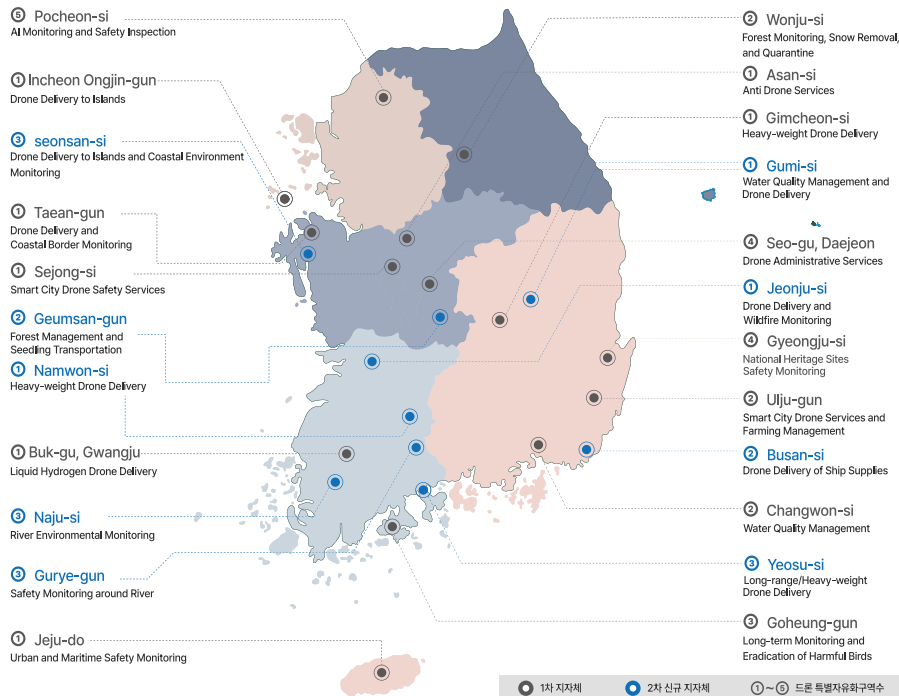 ⑤ Pocheon-si
AI Monitoring and Safety Inspection
① Incheon Ongjin-gun
Drone Delivery to Islands
③ seonsan-si
Drone Delivery to Islands and Coastal Environment
Monitoring
① Taean-gun
Drone Delivery and
Coastal Border Monitoring
① Sejong-si
Smart City Drone Safety Services
② Geumsan-gun
Forest Management and
Seedling Transportation
① Namwon-si
Heavy-weight Drone Delivery
① Buk-gu, Gwangju
Liquid Hydrogen Drone Delivery
③ Naju-si
River Environmental Monitoring
③ Gurye-gun
Safety Monitoring around River
① Jeju-do
Urban and Maritime Safety Monitoring
② Wonju-si
Forest Monitoring, Snow Removal,
and Quarantine
① Asan-si
Anti Drone Services
① Gimcheon-si
Heavy-weight Drone Delivery
① Gumi-si
Water Quality Management and
Drone Delivery
④ Seo-gu, Daejeon
Drone Administrative Services
① Jeonju-si
Drone Delivery and
Wildfire Monitoring
④ Gyeongju-si
National Heritage Sites
Safety Monitoring
② Ulju-gun
Smart City Drone Services and
Farming Management
② Busan-si
Drone Delivery of Ship Supplies
② Changwon-si
Water Quality Management
③ Yeosu-si
Long-range/Heavy-weight
Drone Delivery
③ Goheung-gun
Long-term Monitoring and
Eradication of Harmful Birds
1차 지자체 2차 신규 지자체 ①~⑤ 드론 특별자유화구역수